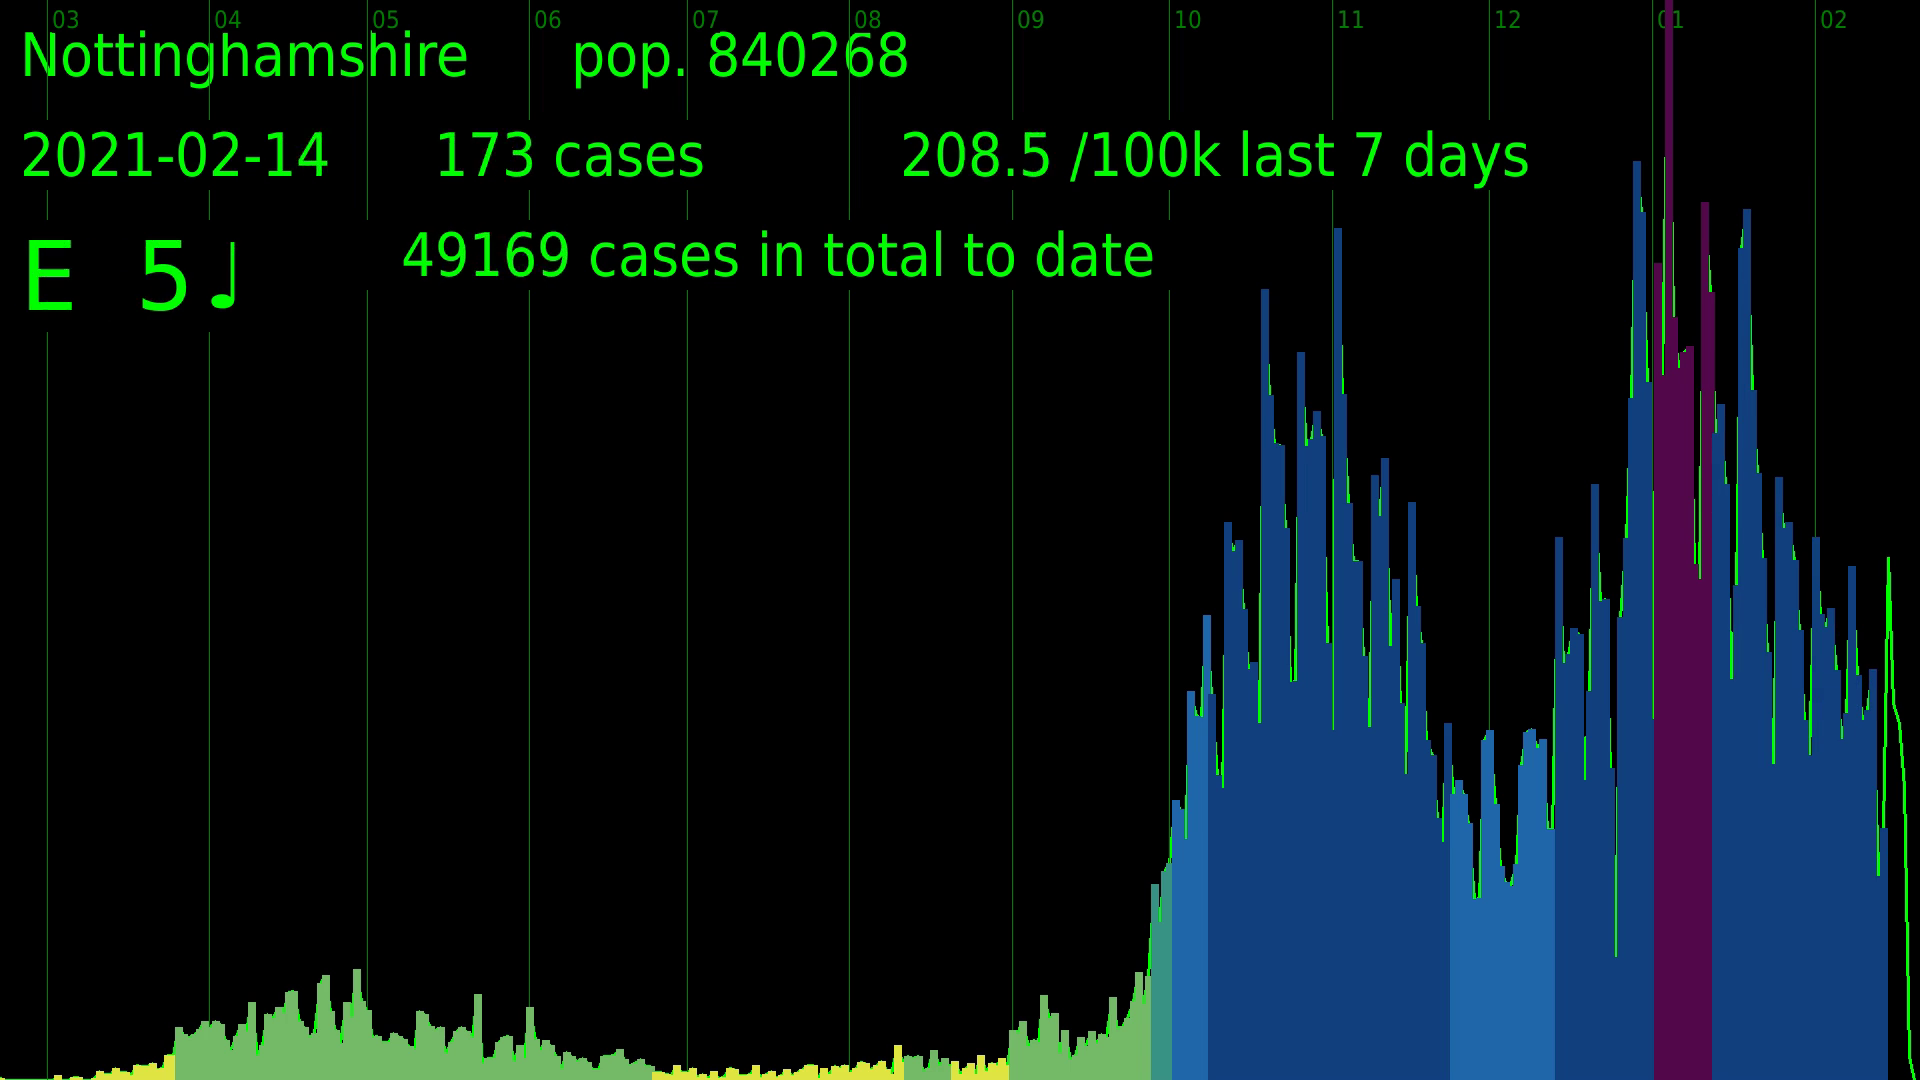 03 04 05 06 07 08 09 10 11 12 01 02
Nottinghamshire pop. 840268
2021-02-14 173 cases 208.5 /100k last 7 days
E 5♩ 49169 cases in total to date